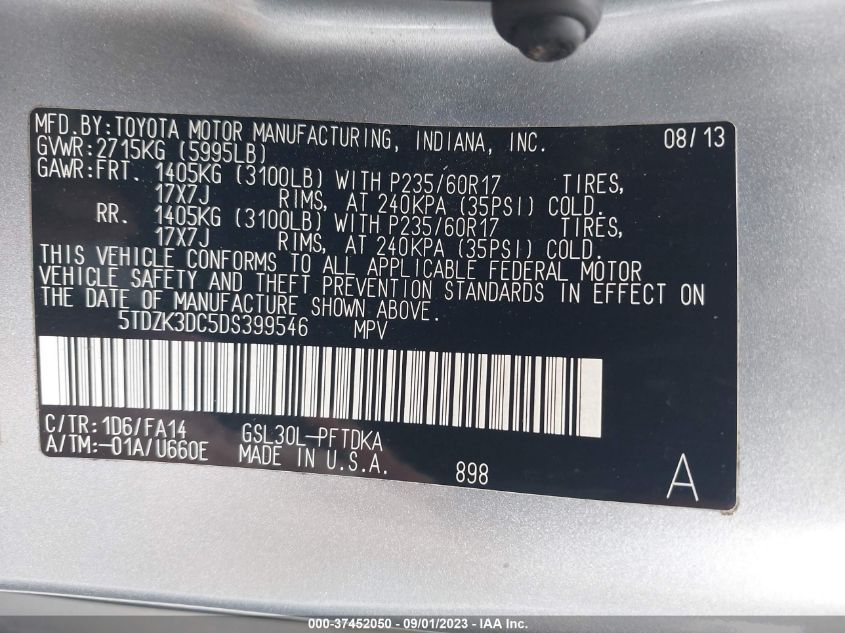 MFD.BY:TOYOTA MOTOR MANUFACTURING, INDIANA, INC. 08/13
GVWR:2715KG (5995LB)
GAWR:FRT. 1405KG (3100LB) WITH P235/60R17 TIRES,
17X7J RIMS, AT 240KPA (35PSI) COLD.
RR. 1405KG (3100LB) WITH P235/60R17 TIRES,
17X7J RIMS, AT 240KPA (35PSI) COLD.
THIS VEHICLE CONFORMS TO ALL APPLICABLE FEDERAL MOTOR
VEHICLE SAFETY AND THEFT PREVENTION STANDARDS IN EFFECT ON
THE DATE OF MANUFACTURE SHOWN ABOVE.
5TDZK3DC5DS399546 MPV
C/TR:1D6/FA14 GSL30L-PFTDKA
A/TM:-01A/U660E MADE IN U.S.A. 898 A
000-37452050 - 09/01/2023 - IAA Inc.